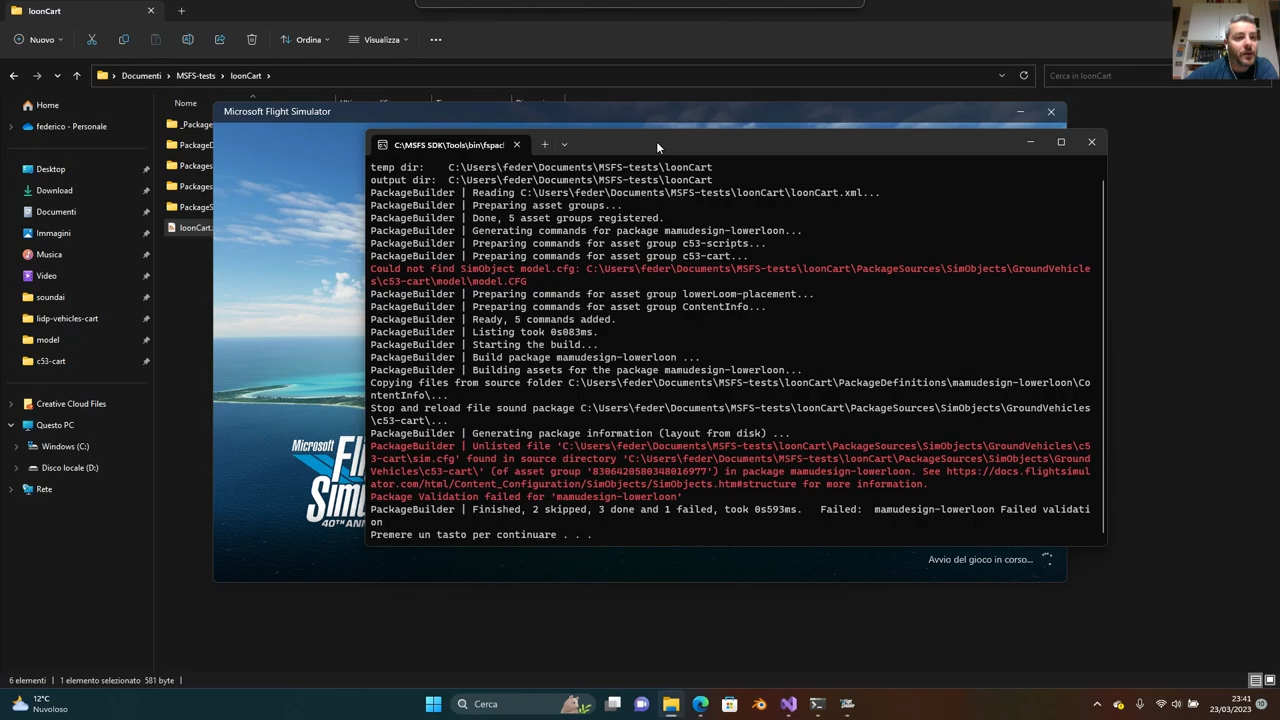 loonCart
Nuovo
Ordina
Visualizza
Documenti > MSFS-tests > loonCart >
Cerca in loonCart
Nome
Home
federico - Personale
Desktop
Download
Documenti
Immagini
Musica
Video
soundai
lidp-vehicles-cart
model
c53-cart
Creative Cloud Files
Questo PC
Windows (C:)
Disco locale (D:)
Rete
_Package
PackageD
Packages
Packages
PackageS
loonCart.
Microsoft Flight Simulator
C:\MSFS SDK\Tools\bin\fspacl
temp dir: C:\Users\feder\Documents\MSFS-tests\loonCart
output dir: C:\Users\feder\Documents\MSFS-tests\loonCart
PackageBuilder | Reading C:\Users\feder\Documents\MSFS-tests\loonCart\loonCart.xml...
PackageBuilder | Preparing asset groups...
PackageBuilder | Done, 5 asset groups registered.
PackageBuilder | Generating commands for package mamudesign-lowerloon...
PackageBuilder | Preparing commands for asset group c53-scripts...
PackageBuilder | Preparing commands for asset group c53-cart...
Could not find SimObject model.cfg: C:\Users\feder\Documents\MSFS-tests\loonCart\PackageSources\SimObjects\GroundVehicle
s\c53-cart\model\model.CFG
PackageBuilder | Preparing commands for asset group lowerLoom-placement...
PackageBuilder | Preparing commands for asset group ContentInfo...
PackageBuilder | Ready, 5 commands added.
PackageBuilder | Listing took 0s083ms.
PackageBuilder | Starting the build...
PackageBuilder | Build package mamudesign-lowerloon ...
PackageBuilder | Building assets for the package mamudesign-lowerloon...
Copying files from source folder C:\Users\feder\Documents\MSFS-tests\loonCart\PackageDefinitions\mamudesign-lowerloon\Co
ntentInfo\...
Stop and reload file sound package C:\Users\feder\Documents\MSFS-tests\loonCart\PackageSources\SimObjects\GroundVehicles
\c53-cart\...
PackageBuilder | Generating package information (layout from disk) ...
PackageBuilder | Unlisted file 'C:\Users\feder\Documents\MSFS-tests\loonCart\PackageSources\SimObjects\GroundVehicles\c5
3-cart\sim.cfg' found in source directory 'C:\Users\feder\Documents\MSFS-tests\loonCart\PackageSources\SimObjects\Ground
Vehicles\c53-cart\' (of asset group '8306420580348016977') in package mamudesign-lowerloon. See https://docs.flightsimul
ator.com/html/Content_Configuration/SimObjects/SimObjects.htm#structure for more information.
Package Validation failed for 'mamudesign-lowerloon'
PackageBuilder | Finished, 2 skipped, 3 done and 1 failed, took 0s593ms. Failed: mamudesign-lowerloon Failed validati
on
Premere un tasto per continuare . . .
Microsoft
Fli
Simu
40TH ANN
Avvio del gioco in corso...
6 elementi
1 elemento selezionato 581 byte
12°C
Nuvoloso
Cerca
23:41
23/03/2023